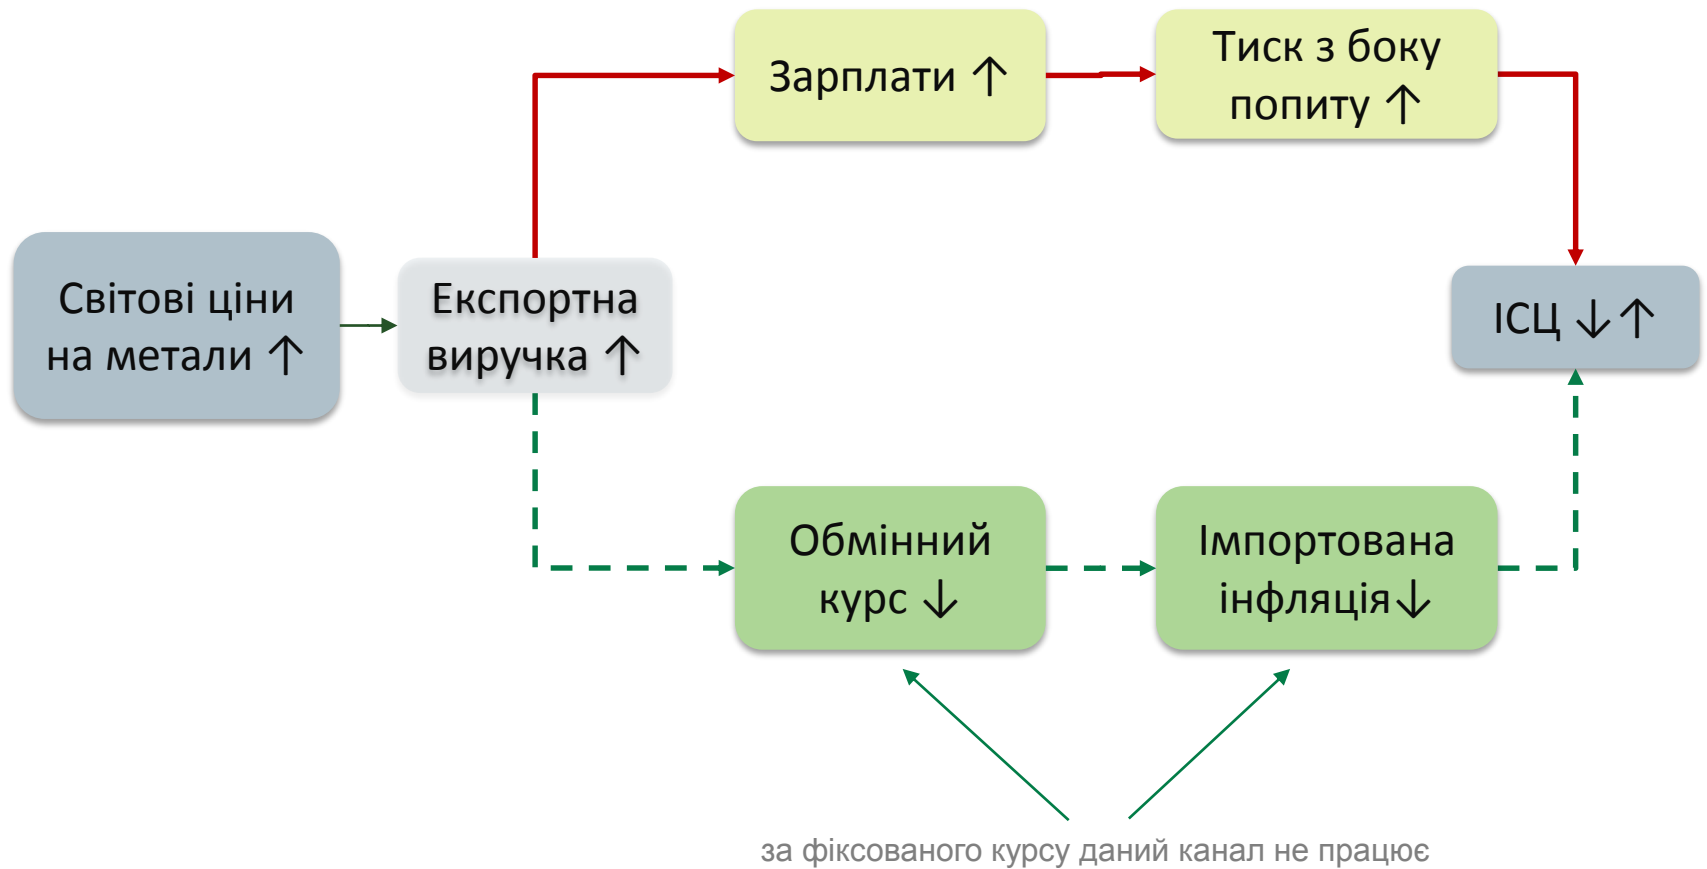 Зарплати ↑
Тиск з боку
попиту ↑
Світові ціни
на метали ↑
Експортна
виручка ↑
ІСЦ ↓↑
Обмінний
курс ↓
Імпортована
інфляція↓
за фіксованого курсу даний канал не працює